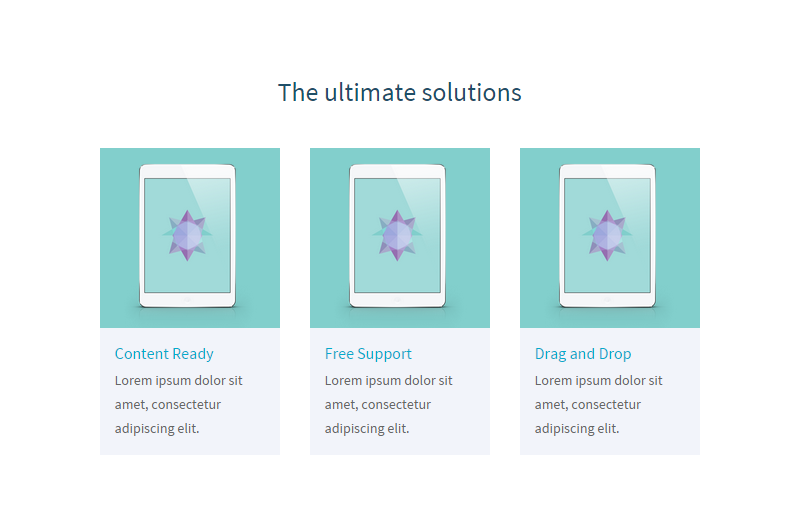 The ultimate solutions
Content Ready
Lorem ipsum dolor sit
amet, consectetur
adipiscing elit.
Free Support
Lorem ipsum dolor sit
amet, consectetur
adipiscing elit.
Drag and Drop
Lorem ipsum dolor sit
amet, consectetur
adipiscing elit.